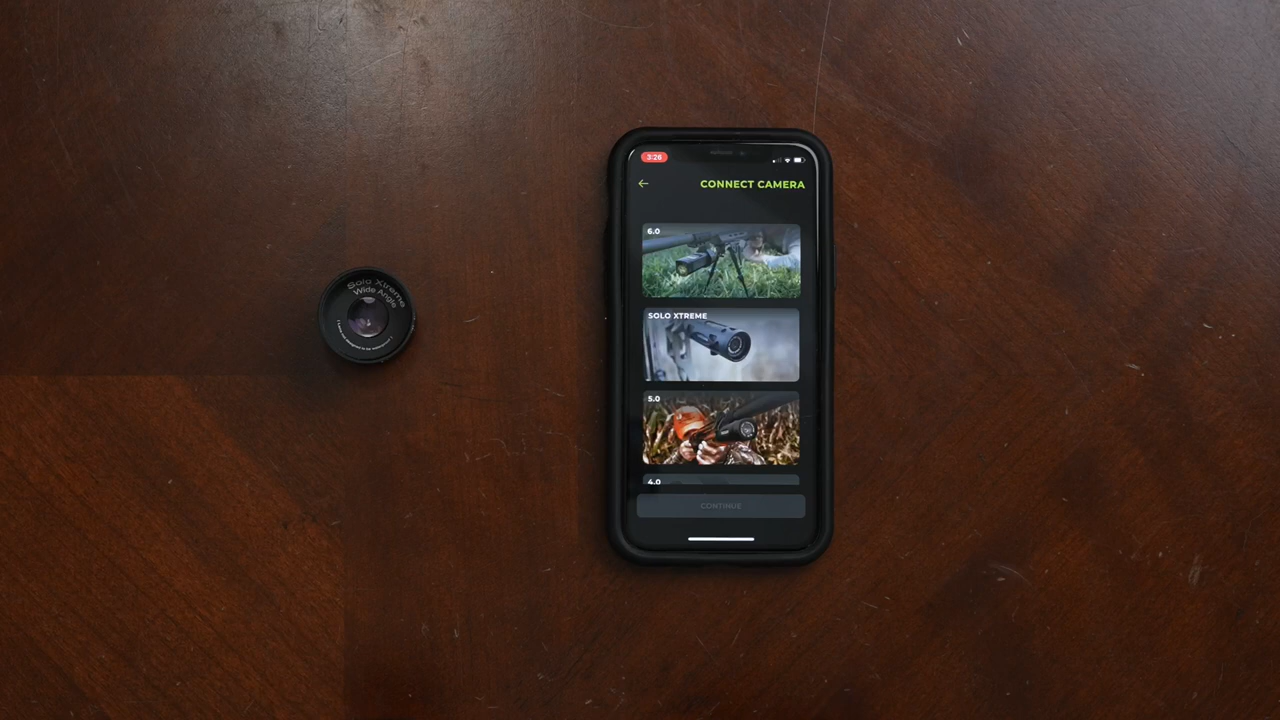 Solo Xtreme
Wide Angle
3:26
CONNECT CAMERA
6.0
SOLO XTREME
5.0
4.0
CONTINUE